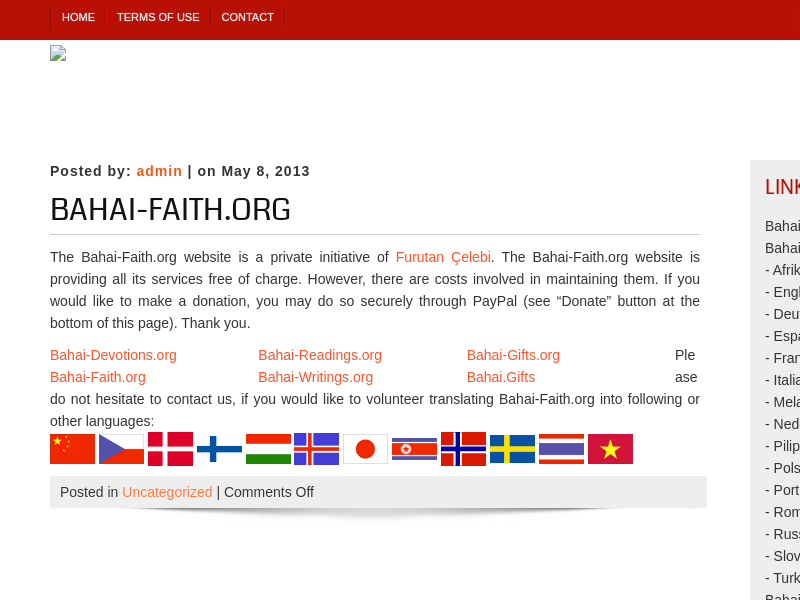 HOME TERMS OF USE CONTACT
Posted by: admin | on May 8, 2013
BAHAI-FAITH.ORG
The Bahai-Faith.org website is a private initiative of Furutan Çelebi. The Bahai-Faith.org website is
providing all its services free of charge. However, there are costs involved in maintaining them. If you
would like to make a donation, you may do so securely through PayPal (see “Donate” button at the
bottom of this page). Thank you.
Bahai-Devotions.org Bahai-Readings.org Bahai-Gifts.org Ple
Bahai-Faith.org Bahai-Writings.org Bahai.Gifts ase
do not hesitate to contact us, if you would like to volunteer translating Bahai-Faith.org into following or
other languages:
Posted in Uncategorized | Comments Off
LINK
Bahai
Bahai
- Afrik
- Engl
- Deut
- Espa
- Fran
- Italia
- Mela
- Nede
- Pilip
- Pols
- Port
- Rom
- Russ
- Slov
- Turk
Bahai